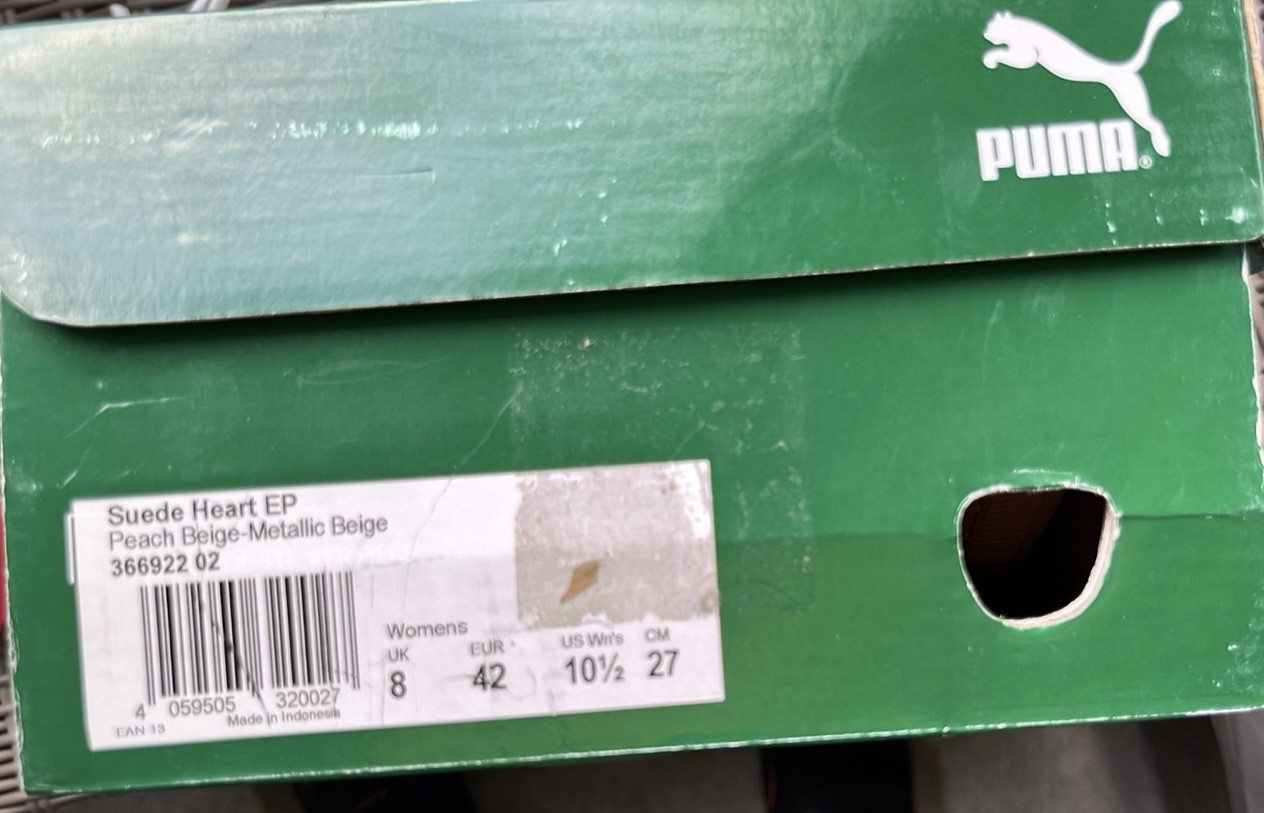 PUMA®
Suede Heart EP
Peach Beige-Metallic Beige
366922 02
Womens
UK EUR US Wn's CM
8 42 10½ 27
4 059505 320027
EAN 13 Made in Indonesia